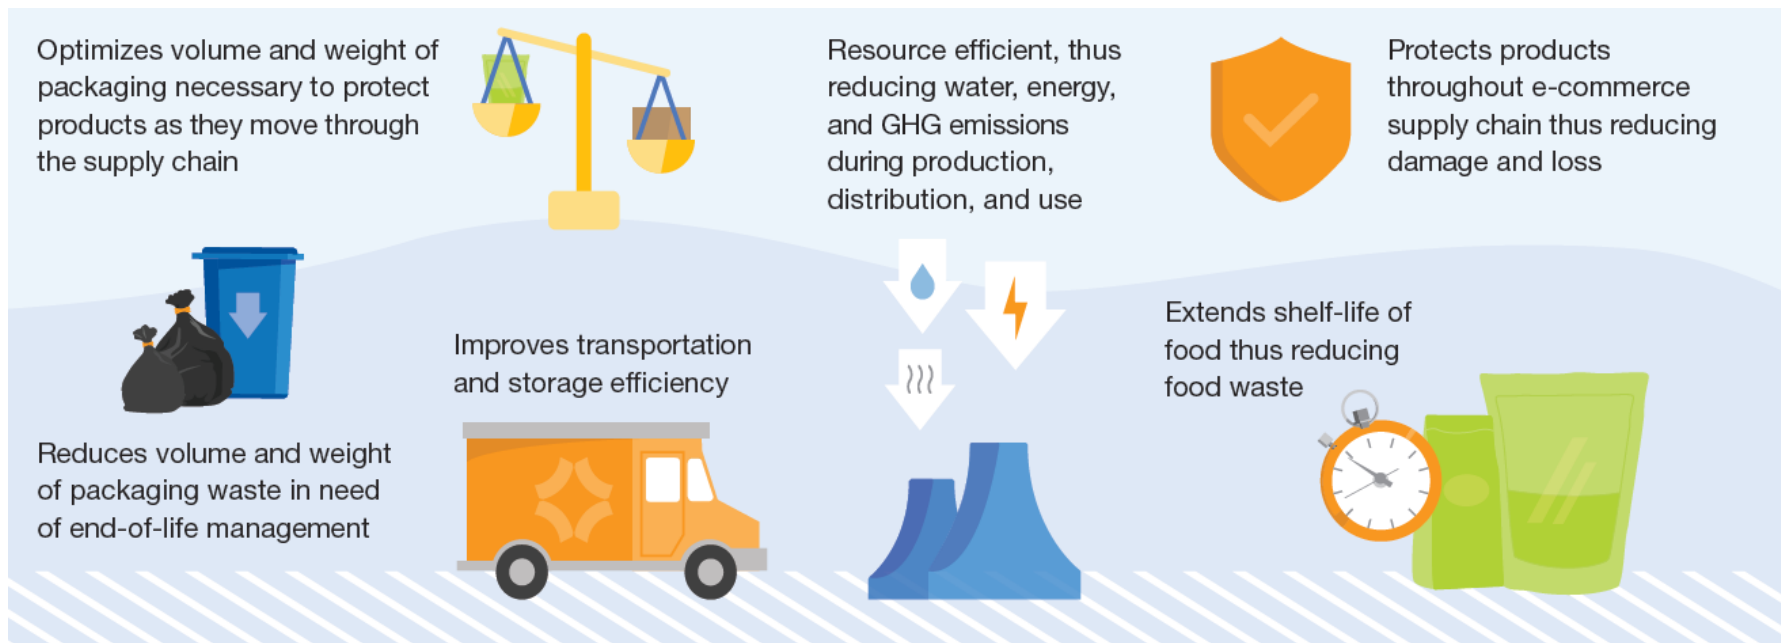 Optimizes volume and weight of
packaging necessary to protect
products as they move through
the supply chain
Resource efficient, thus
reducing water, energy,
and GHG emissions
during production,
distribution, and use
Protects products
throughout e-commerce
supply chain thus reducing
damage and loss
Reduces volume and weight
of packaging waste in need
of end-of-life management
Improves transportation
and storage efficiency
Extends shelf-life of
food thus reducing
food waste